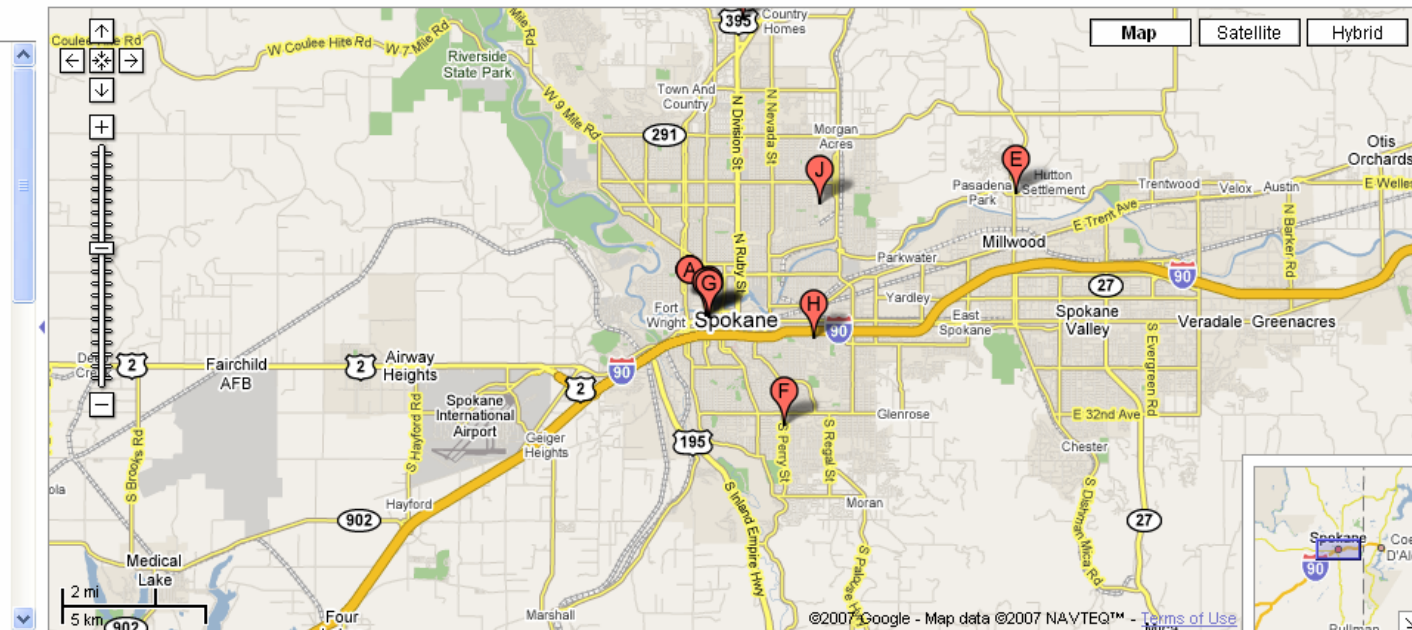 395
Country
Homes
Map
Satellite
Hybrid
W Coulee Hite Rd
W 7-Mile Rd
Riverside
State Park
W 9 Mile Rd
Town And
Country
N Division St
N Nevada St
291
Morgan
Acres
Otis
Orchards
J
E
Pasadena
Park
Hutton
Settlement
Trentwood
Velox
Austin
E Welles
E Trent Ave
N Barker Rd
N Ruby St
Millwood
Parkwater
A
G
H
90
27
90
Fort
Wright
Spokane
Yardley
East
Spokane
Spokane
Valley
Veradale
Greenacres
S Evergreen Rd
2
Fairchild
AFB
2
Airway
Heights
90
2
F
Spokane
International
Airport
S Hayford Rd
Geiger
Heights
195
S Perry St
S Regal St
Glenrose
E 32nd Ave
Chester
S Brooks Rd
Hayford
902
S Inland Empire Hwy
Moran
S Dishman Mica Rd
27
S Palouse Hwy
Medical
Lake
Marshall
Four
2 mi
5 km
902
Spokane
90
Pullman
©2007 Google - Map data ©2007 NAVTEQ™ - Terms of Use